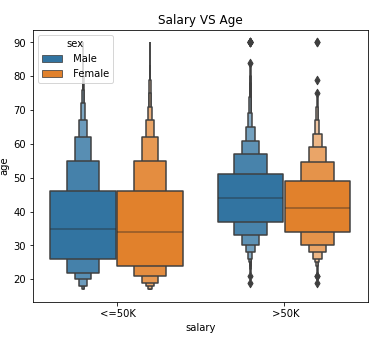 Salary VS Age
sex
Male
Female
90
80
70
60
50
40
30
20
age
<=50K
>50K
salary